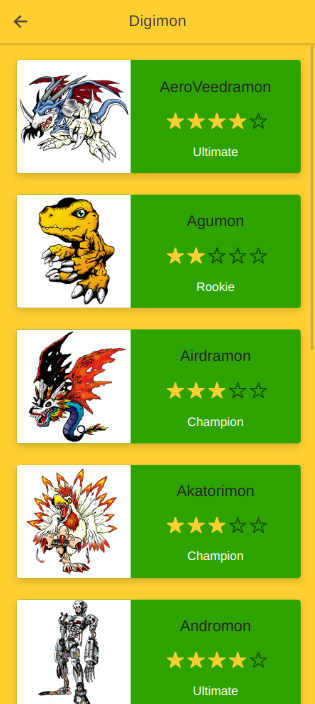 Digimon
AeroVeedramon
Ultimate
Agumon
Rookie
Airdramon
Champion
Akatorimon
Champion
Andromon
Ultimate